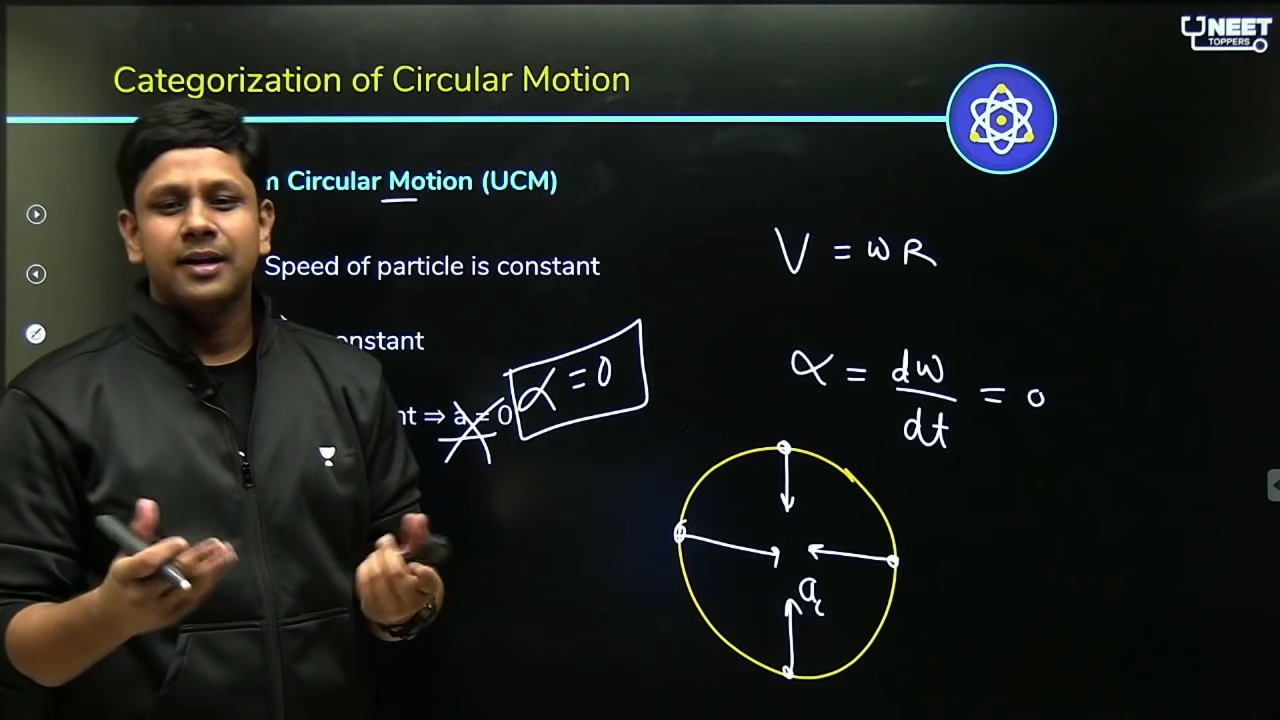 NEET
TOPPERS
Categorization of Circular Motion
n Circular Motion (UCM)
Speed of particle is constant
onstant
nt ⇒ a = 0
α = 0
V = ωR
α = dω/dt = 0
a_c